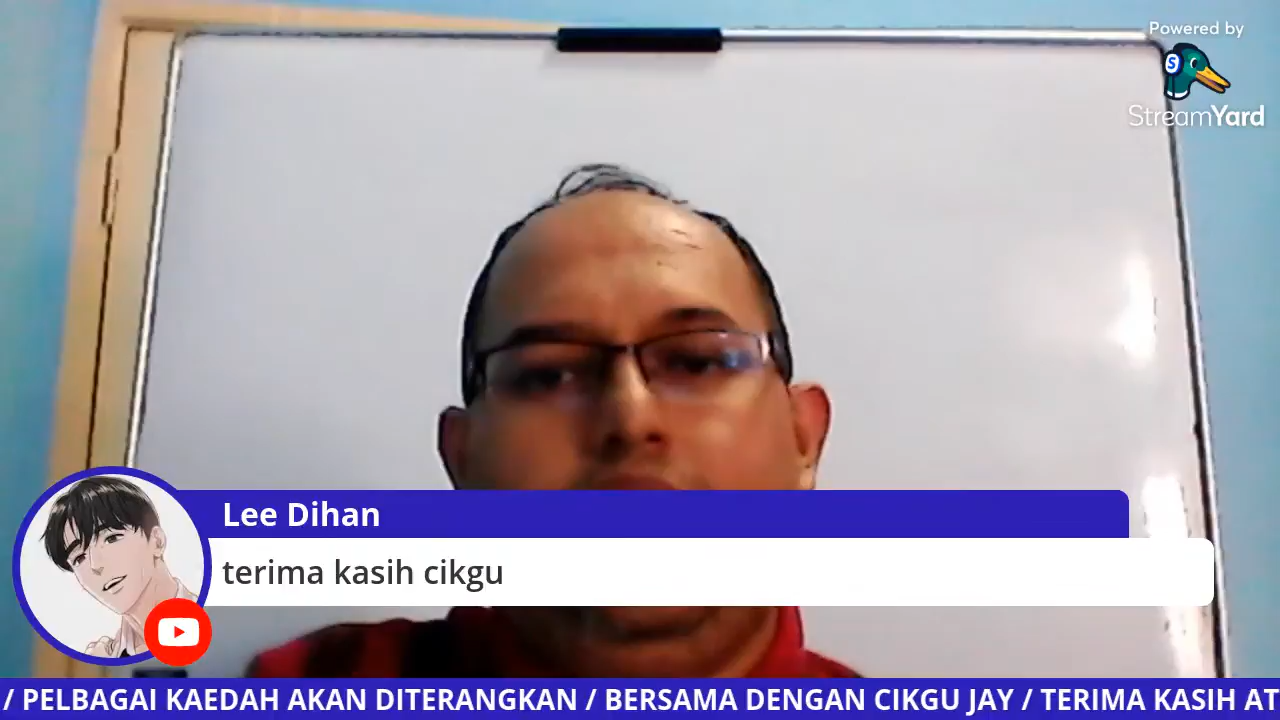 Powered by
StreamYard
Lee Dihan
terima kasih cikgu
/ PELBAGAI KAEDAH AKAN DITERANGKAN / BERSAMA DENGAN CIKGU JAY / TERIMA KASIH AT